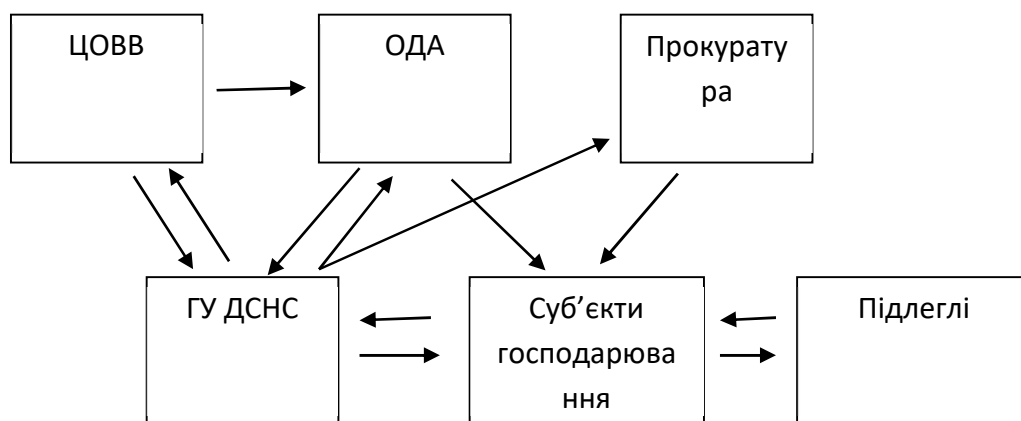 ЦОВВ
ОДА
Прокурату
ра
ГУ ДСНС
Суб’єкти
господарюва
ння
Підлеглі